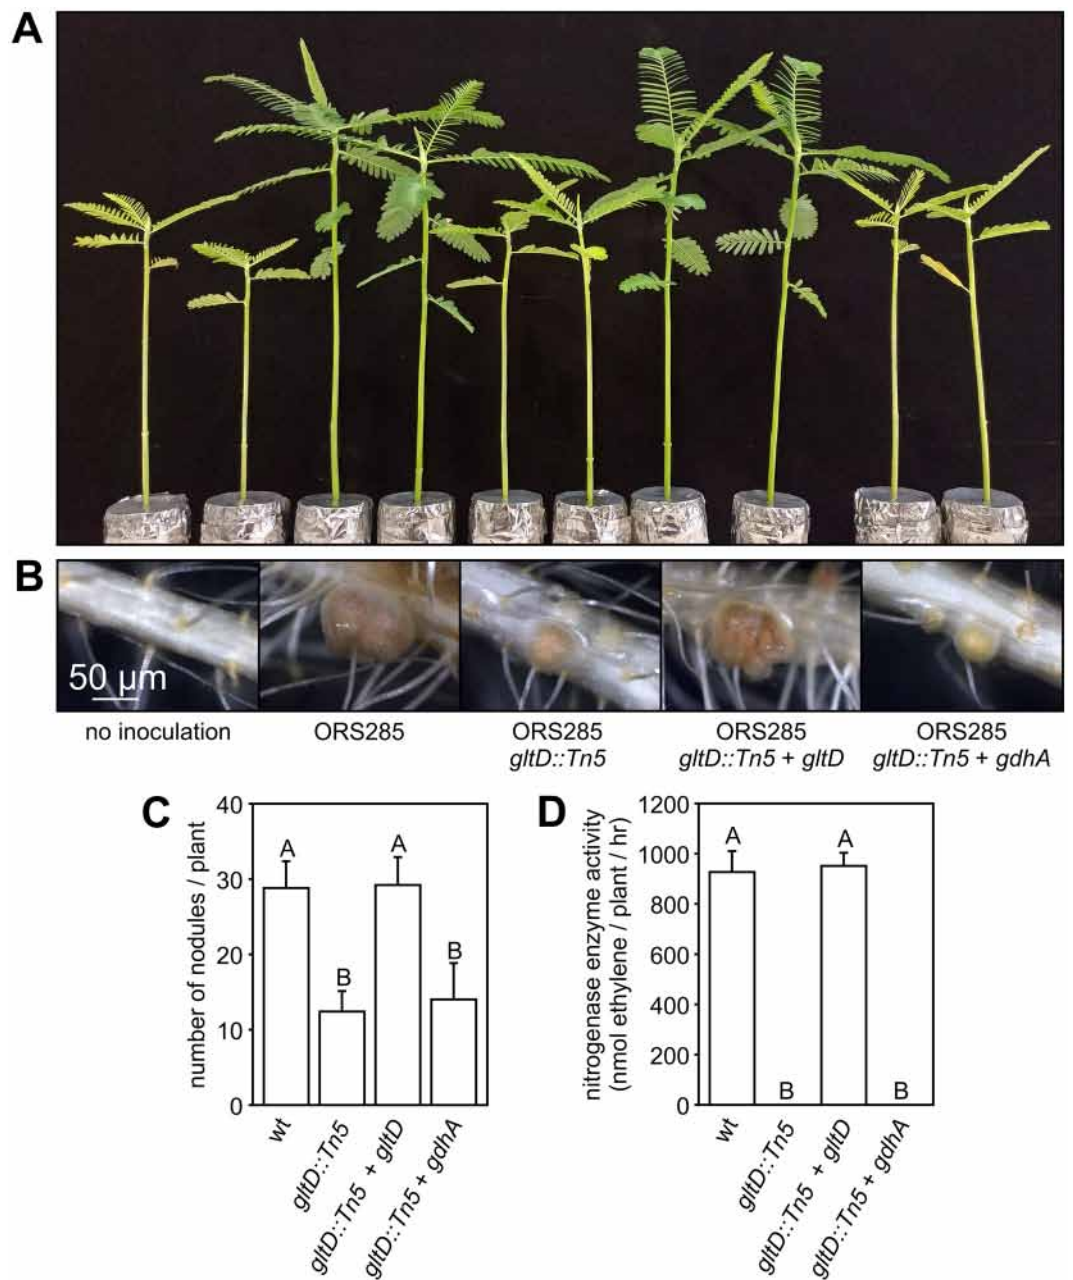 A
B
50 µm
no inoculation
ORS285
ORS285
gltD::Tn5
ORS285
gltD::Tn5 + gltD
ORS285
gltD::Tn5 + gdhA
C
number of nodules / plant
40
30
20
10
0
A
B
A
B
wt
gltD::Tn5
gltD::Tn5 + gltD
gltD::Tn5 + gdhA
D
nitrogenase enzyme activity
(nmol ethylene / plant / hr)
1200
1000
800
600
400
200
0
A
B
A
B
wt
gltD::Tn5
gltD::Tn5 + gltD
gltD::Tn5 + gdhA